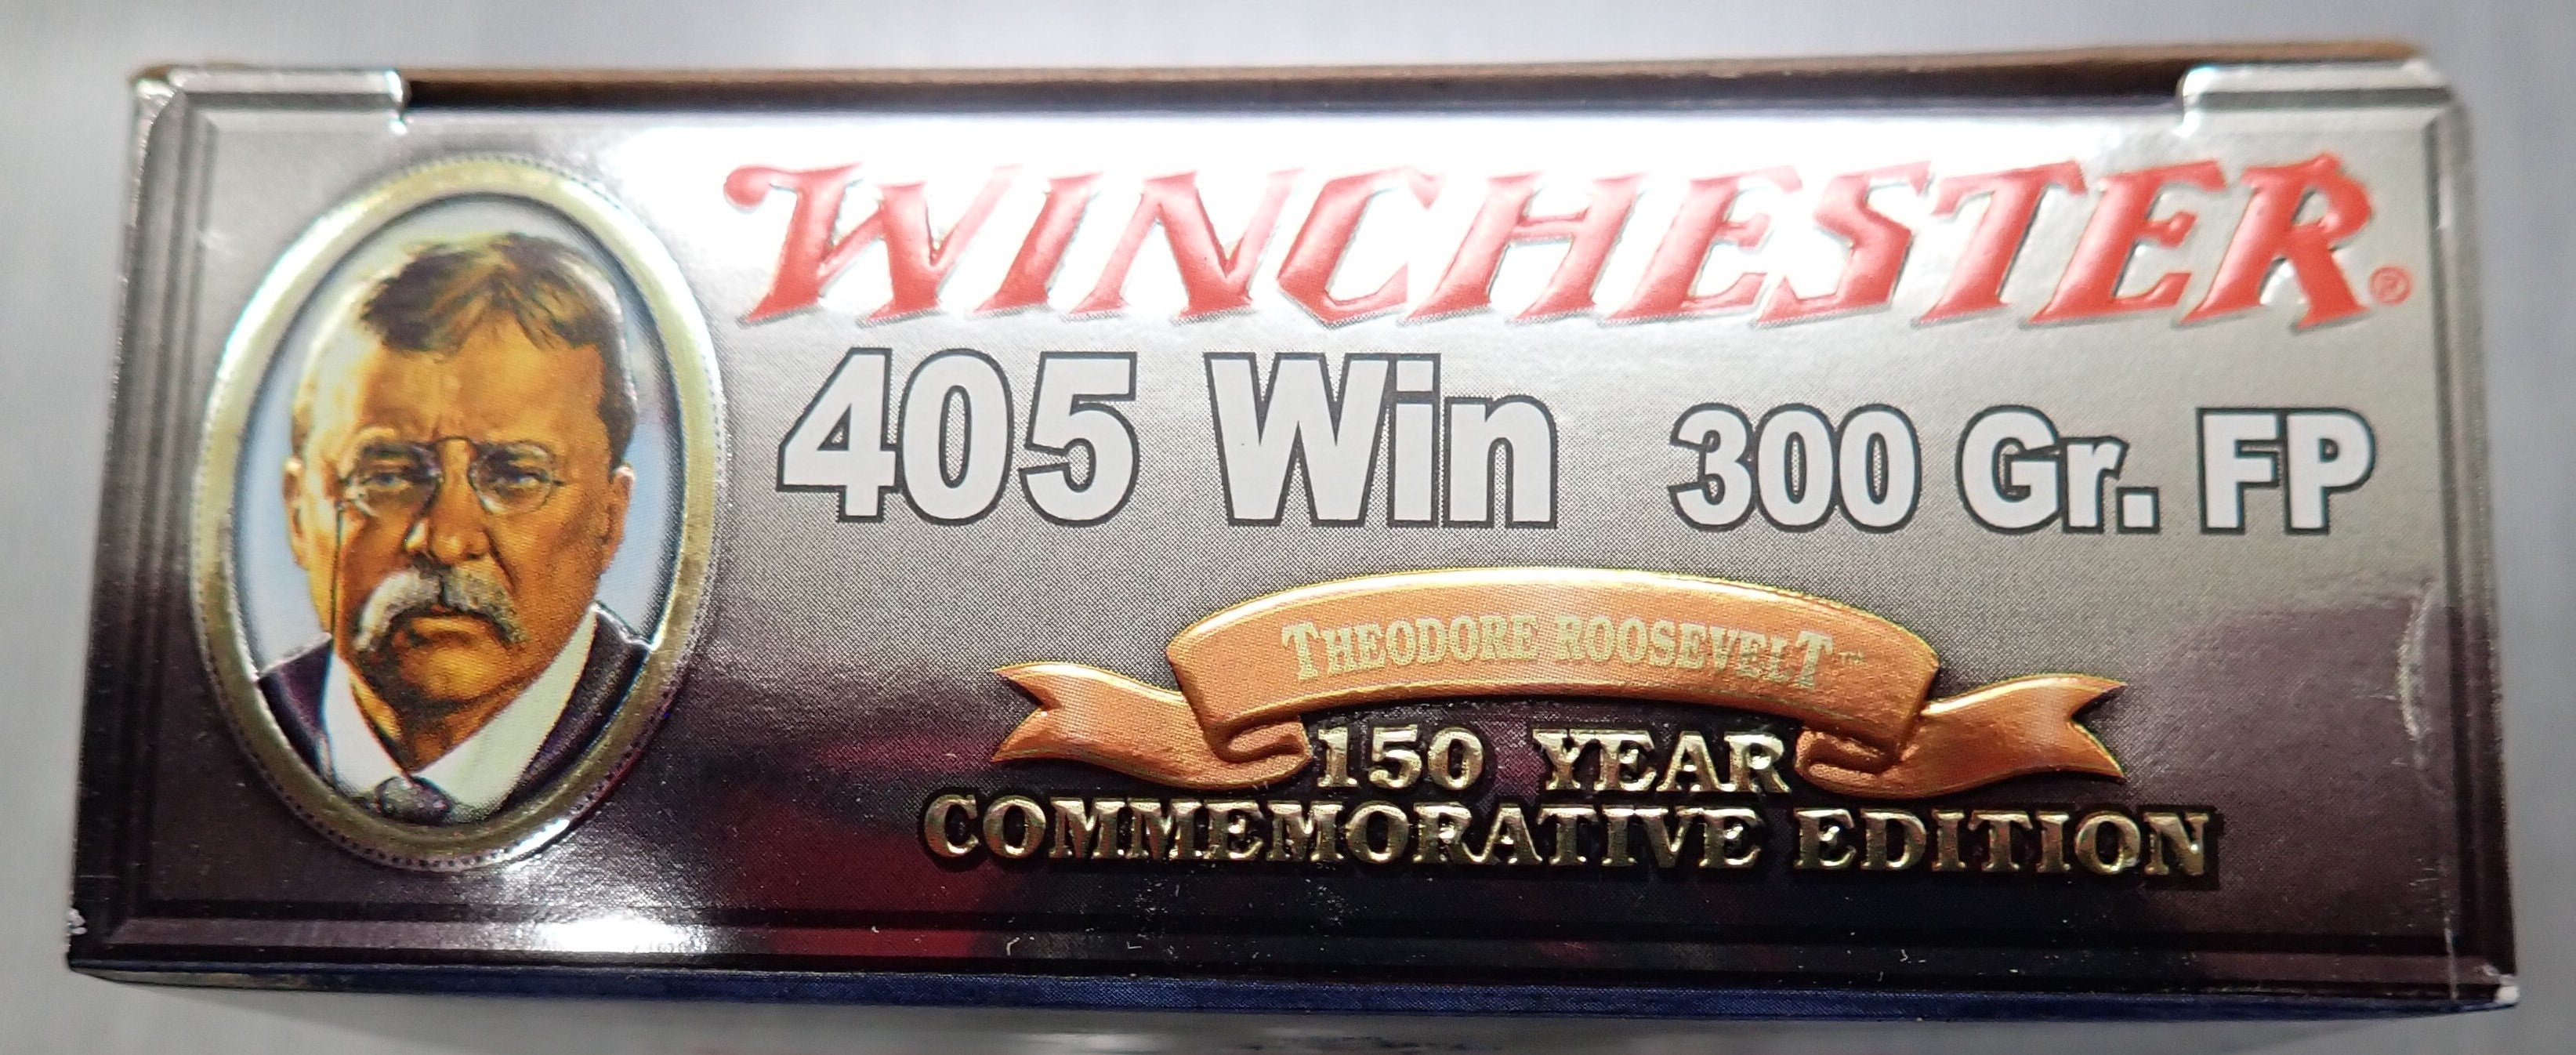 WINCHESTER®
405 Win 300 Gr. FP
THEODORE ROOSEVELT™
150 YEAR
COMMEMORATIVE EDITION